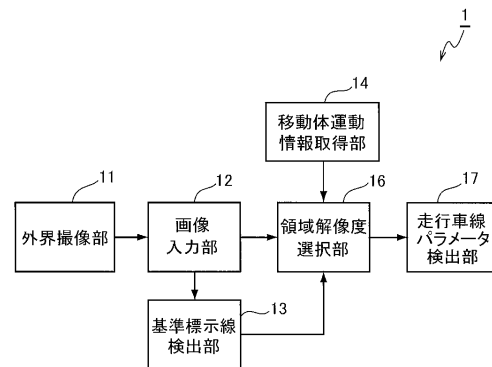 1
14
移動体運動
情報取得部
11
外界撮像部
12
画像
入力部
16
領域解像度
選択部
17
走行車線
パラメータ
検出部
13
基準標示線
検出部